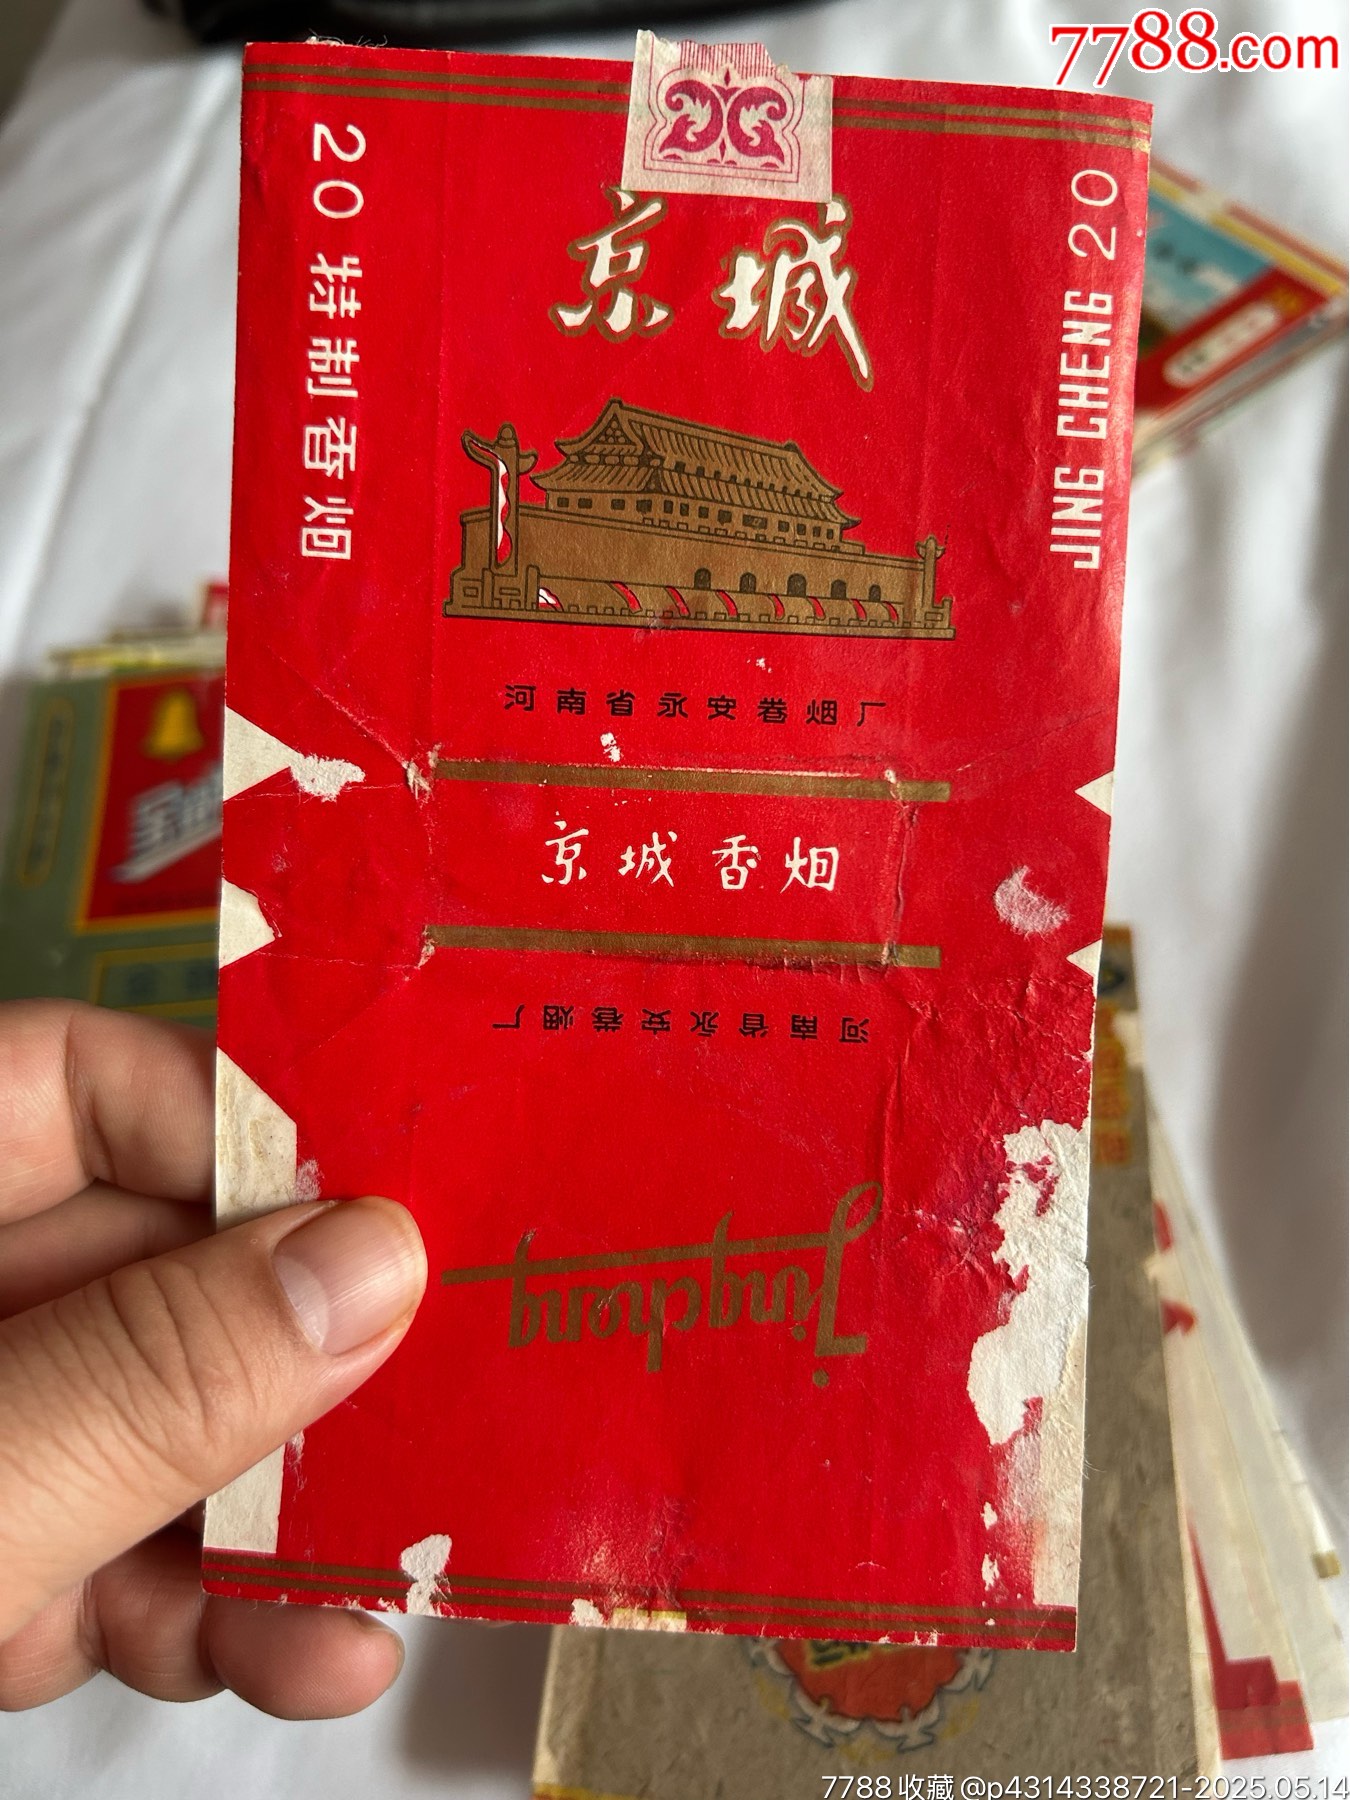 7788.com
京城
20特制香烟
JING CHENG 20
河南省永安卷烟厂
京城香烟
河南省永安卷烟厂
Jingcheng
7788收藏@p4314338721-2025.05.14